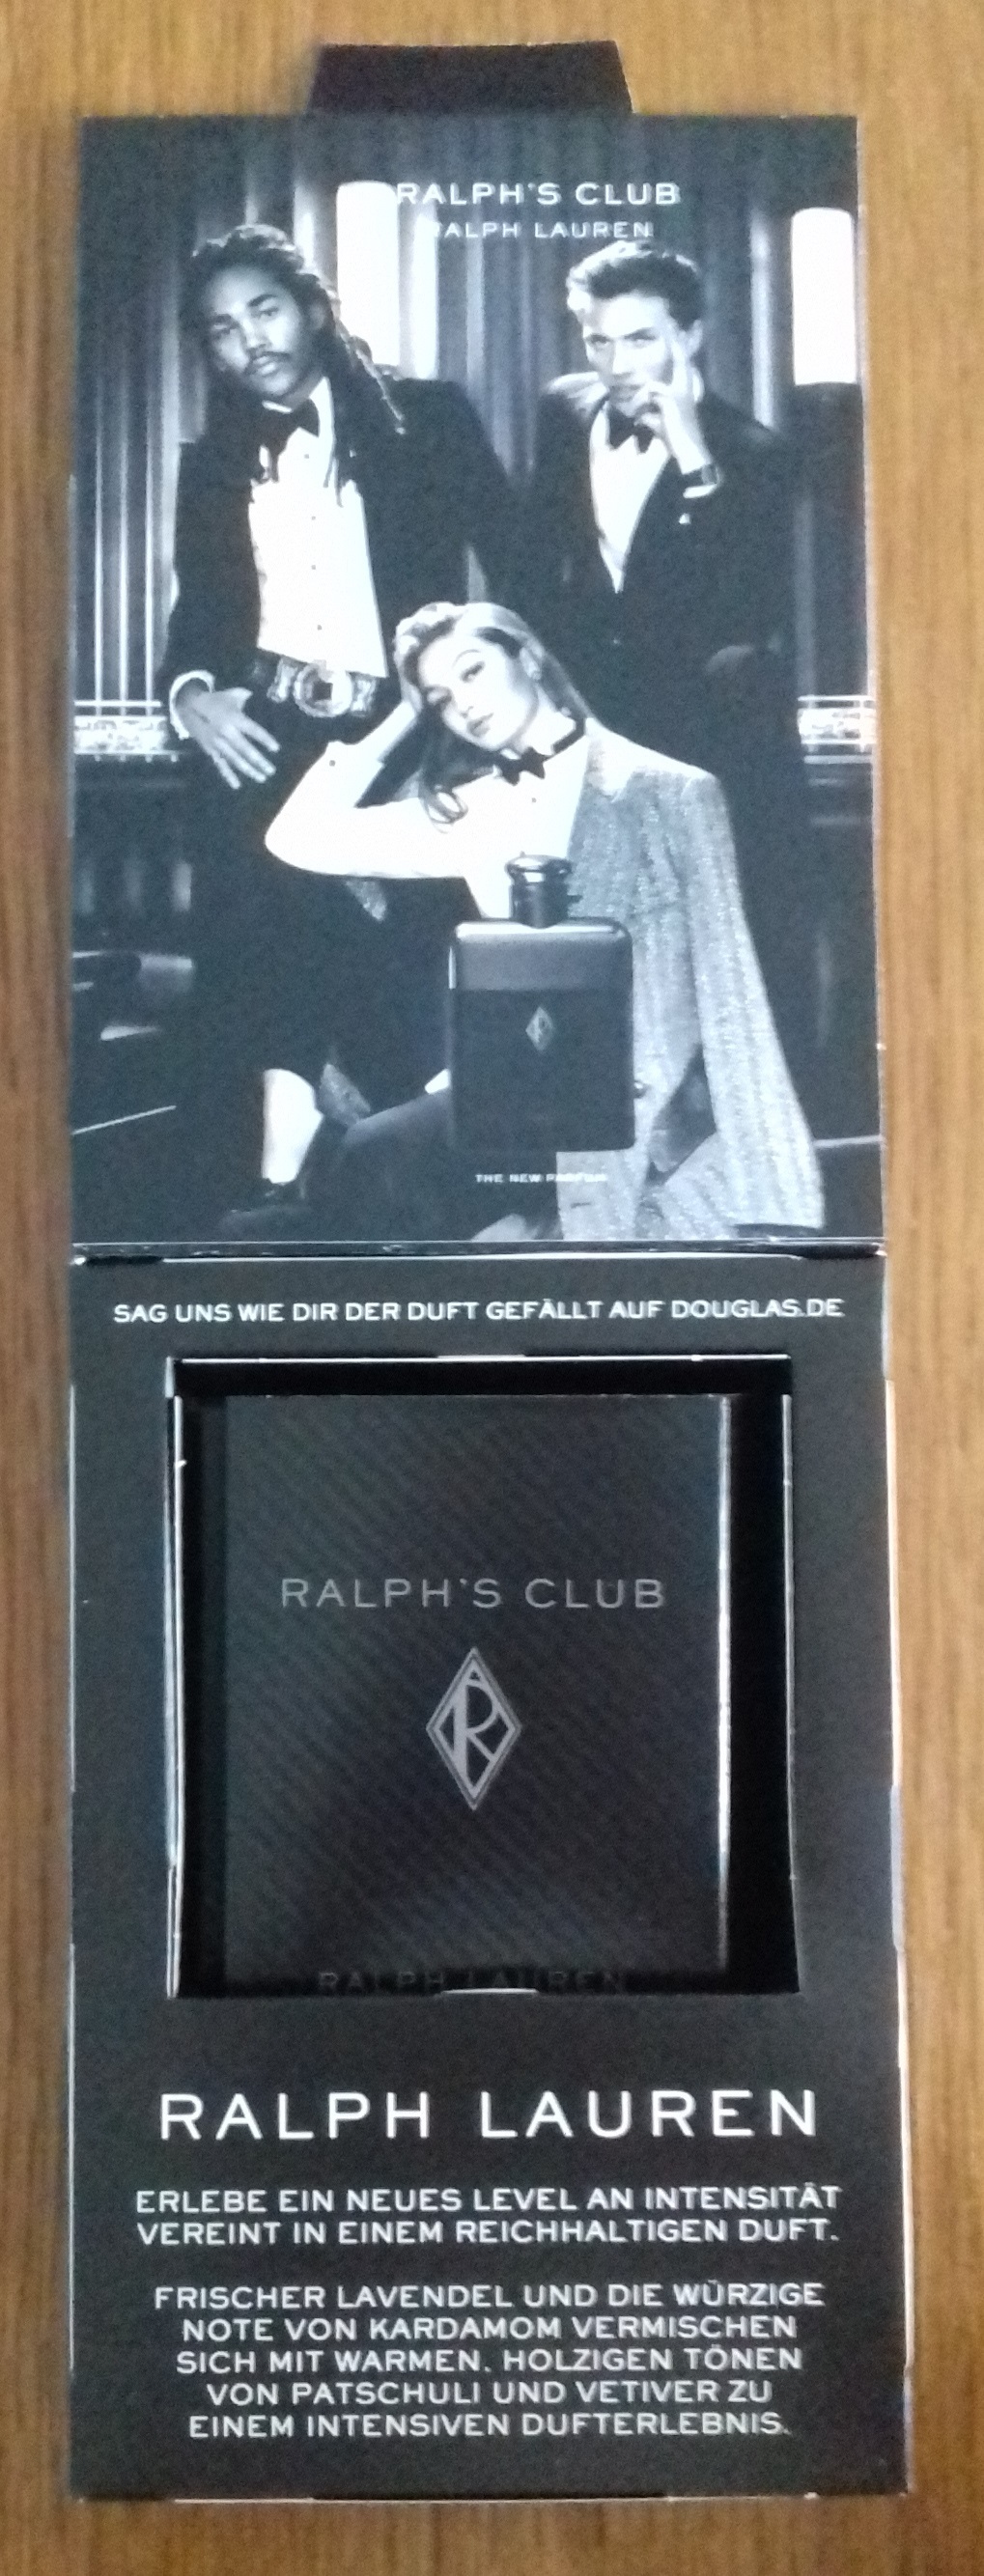 RALPH'S CLUB
RALPH LAUREN
R
THE NEW PARFUM
SAG UNS WIE DIR DER DUFT GEFÄLLT AUF DOUGLAS.DE
RALPH'S CLUB
R
RALPH LAUREN
RALPH LAUREN
ERLEBE EIN NEUES LEVEL AN INTENSITÄT
VEREINT IN EINEM REICHHALTIGEN DUFT.
FRISCHER LAVENDEL UND DIE WÜRZIGE
NOTE VON KARDAMOM VERMISCHEN
SICH MIT WARMEN, HOLZIGEN TÖNEN
VON PATSCHULI UND VETIVER ZU
EINEM INTENSIVEN DUFTERLEBNIS.